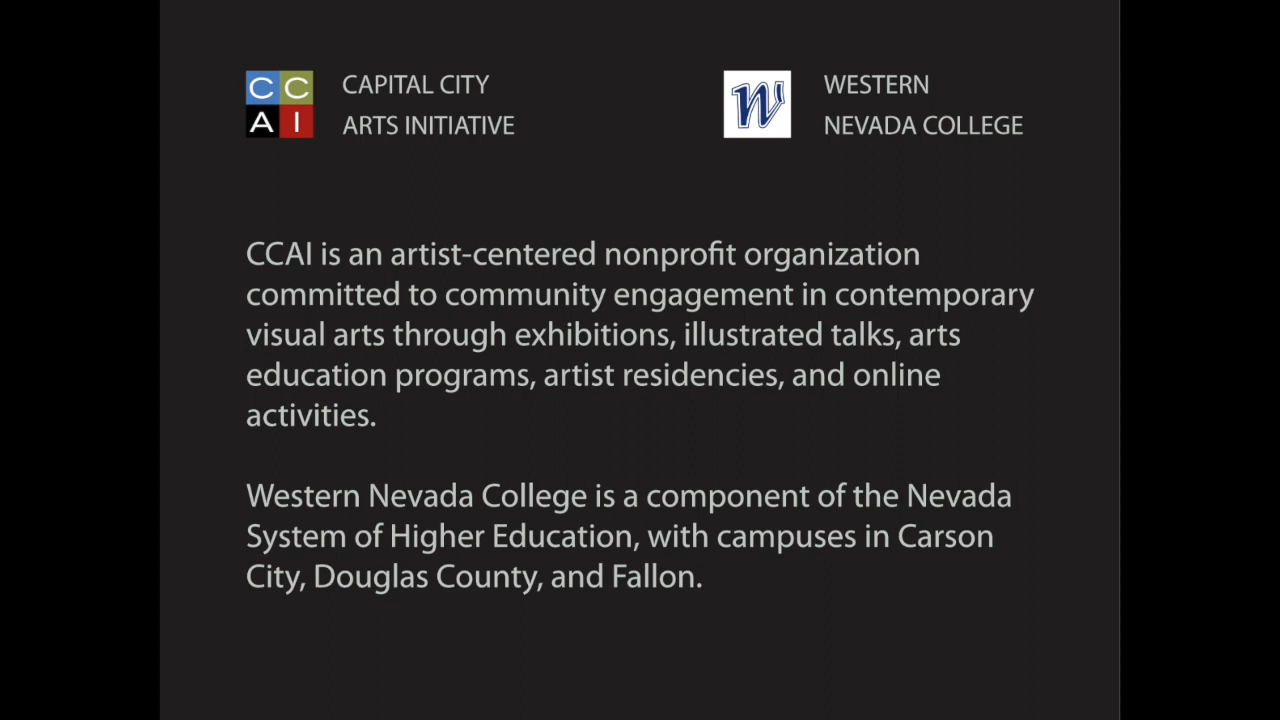 CC
AI
CAPITAL CITY
ARTS INITIATIVE
W
WESTERN
NEVADA COLLEGE
CCAI is an artist-centered nonprofit organization
committed to community engagement in contemporary
visual arts through exhibitions, illustrated talks, arts
education programs, artist residencies, and online
activities.
Western Nevada College is a component of the Nevada
System of Higher Education, with campuses in Carson
City, Douglas County, and Fallon.